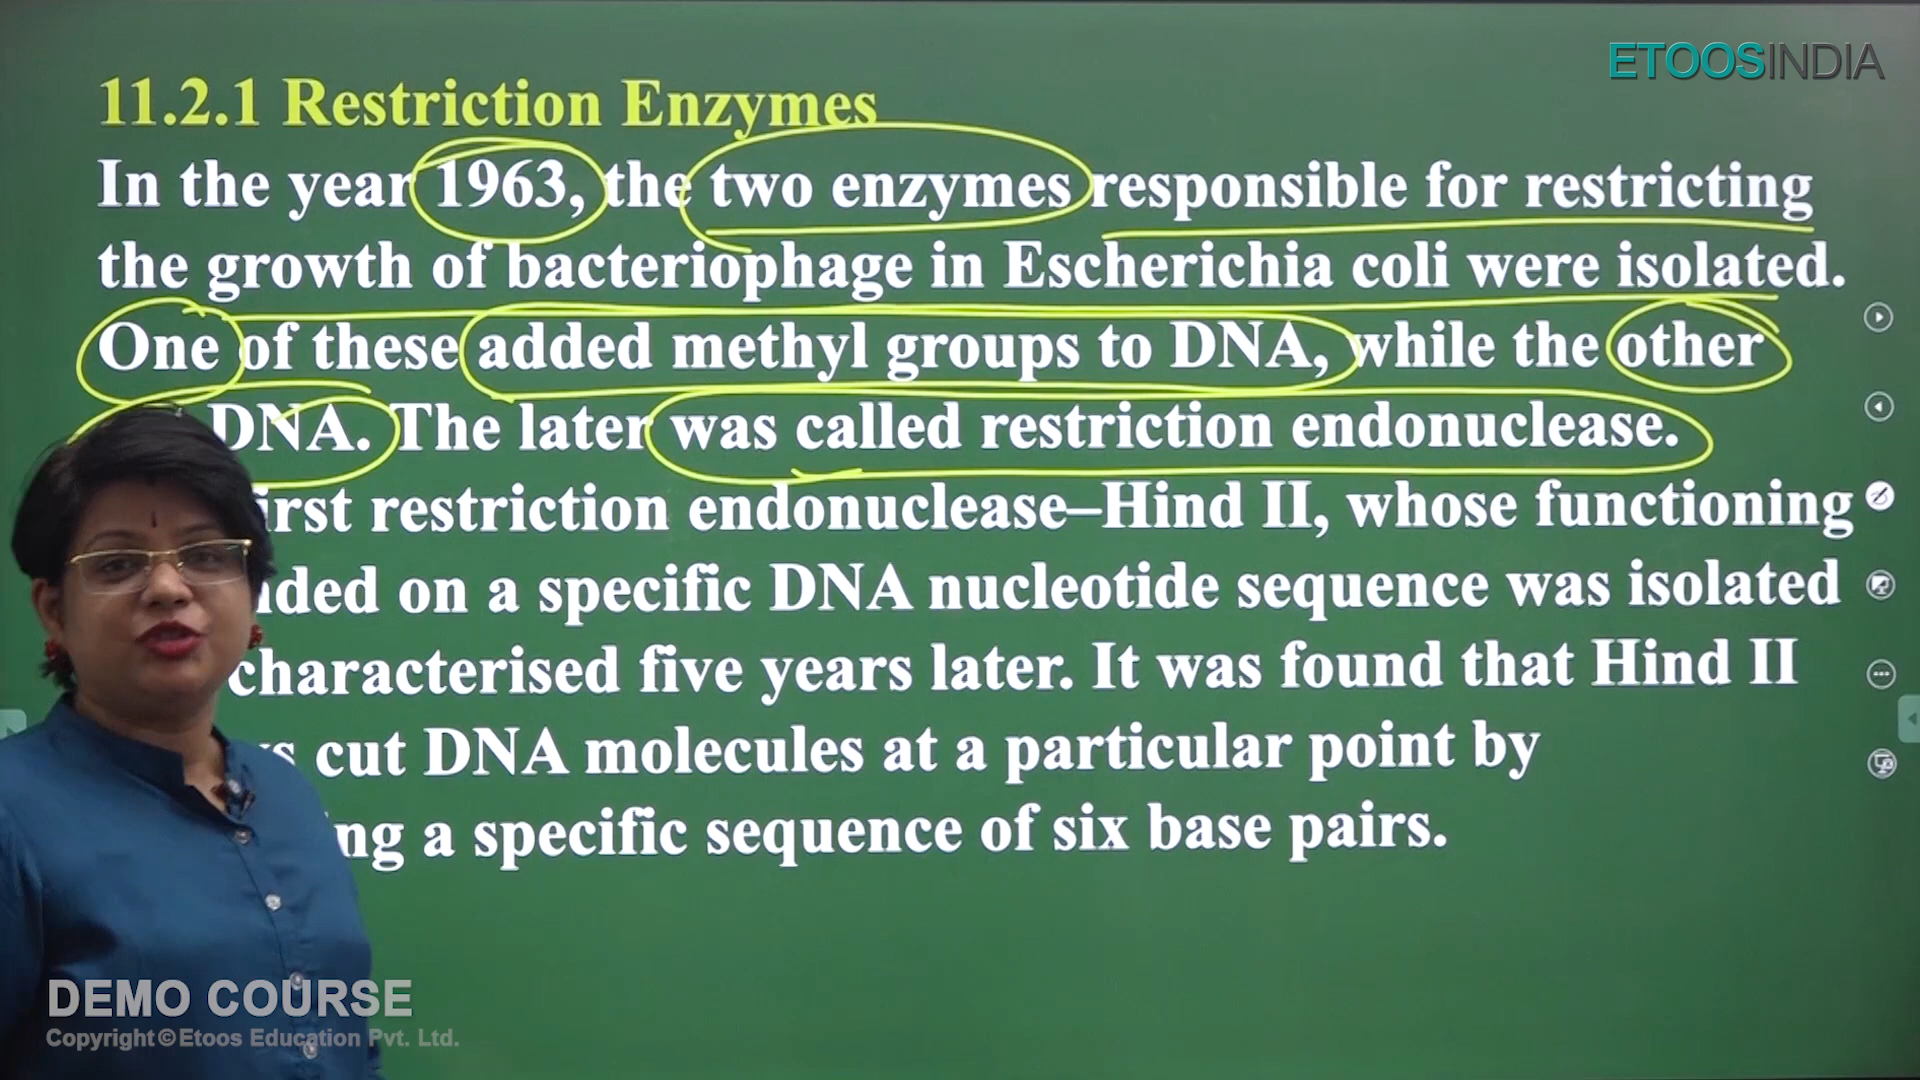 ETOOSINDIA
11.2.1 Restriction Enzymes
In the year 1963, the two enzymes responsible for restricting
the growth of bacteriophage in Escherichia coli were isolated.
One of these added methyl groups to DNA, while the other
DNA. The later was called restriction endonuclease.
irst restriction endonuclease–Hind II, whose functioning
ded on a specific DNA nucleotide sequence was isolated
characterised five years later. It was found that Hind II
s cut DNA molecules at a particular point by
ng a specific sequence of six base pairs.
DEMO COURSE
Copyright © Etoos Education Pvt. Ltd.